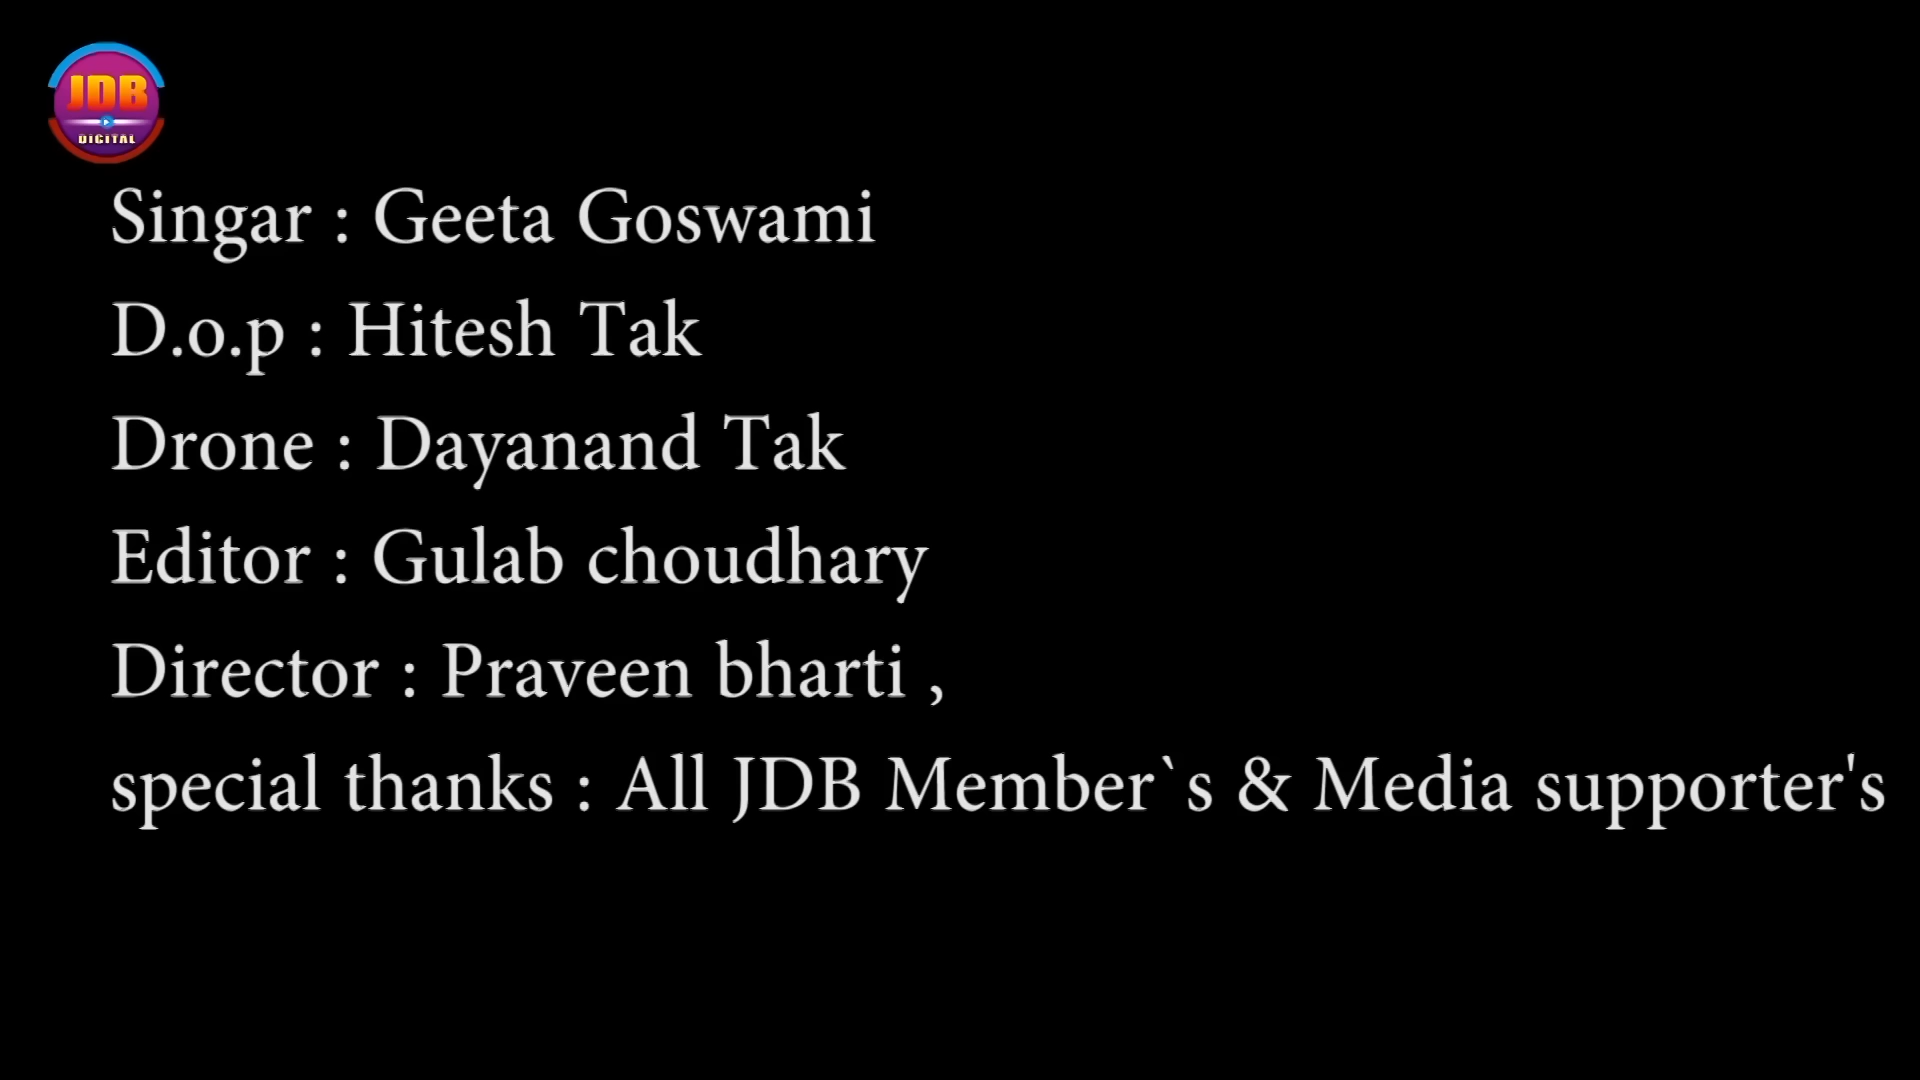 JDB
DIGITAL
Singar : Geeta Goswami
D.o.p : Hitesh Tak
Drone : Dayanand Tak
Editor : Gulab choudhary
Director : Praveen bharti ,
special thanks : All JDB Member`s & Media supporter's